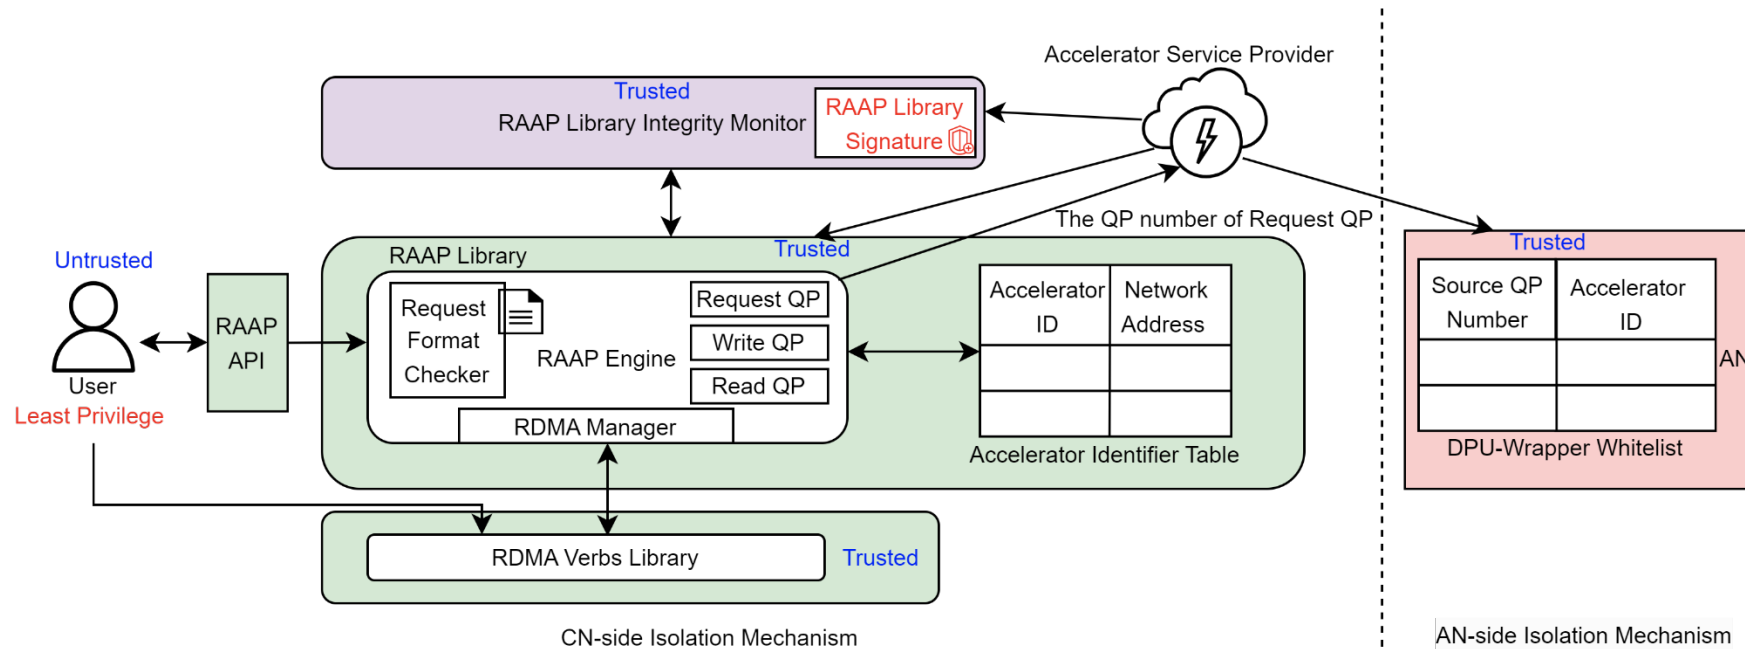 Accelerator Service Provider
Trusted
RAAP Library Integrity Monitor
RAAP Library
Signature
The QP number of Request QP
Untrusted
User
Least Privilege
RAAP
API
RAAP Library
Trusted
Request
Format
Checker
RAAP Engine
Request QP
Write QP
Read QP
RDMA Manager
Accelerator
ID
Network
Address
Accelerator Identifier Table
Trusted
Source QP
Number
Accelerator
ID
AN
DPU-Wrapper Whitelist
RDMA Verbs Library
Trusted
CN-side Isolation Mechanism
AN-side Isolation Mechanism